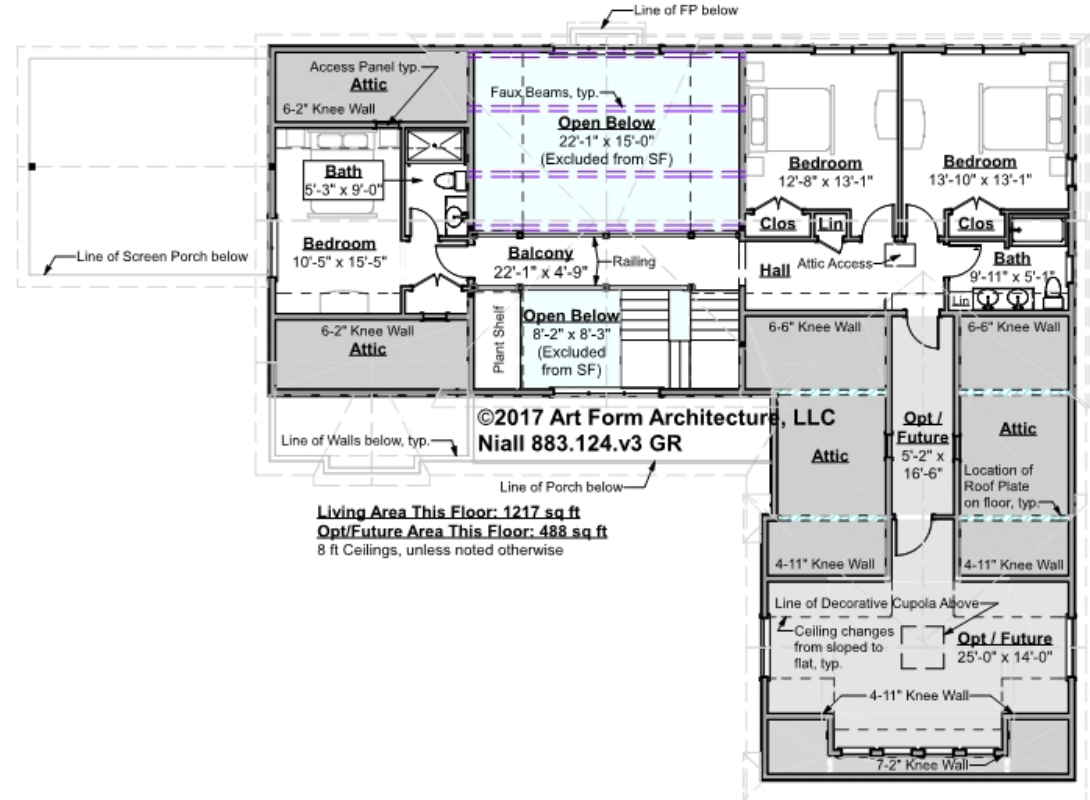 Line of FP below
Access Panel typ.
Attic
6-2" Knee Wall
Faux Beams, typ.
Open Below
22'-1" x 15'-0"
(Excluded from SF)
Bath
5'-3" x 9'-0"
Bedroom
12'-8" x 13'-1"
Bedroom
13'-10" x 13'-1"
Clos
Lin
Clos
Line of Screen Porch below
Bedroom
10'-5" x 15'-5"
Balcony
22'-1" x 4'-9"
Railing
Hall
Attic Access
Bath
9'-11" x 5'-1"
Lin
6-2" Knee Wall
Attic
Plant Shelf
Open Below
8'-2" x 8'-3"
(Excluded
from SF)
6-6" Knee Wall
6-6" Knee Wall
©2017 Art Form Architecture, LLC
Niall 883.124.v3 GR
Line of Walls below, typ.
Line of Porch below
Opt /
Future
5'-2" x
16'-6"
Attic
Attic
Location of
Roof Plate
on floor, typ.
Living Area This Floor: 1217 sq ft
Opt/Future Area This Floor: 488 sq ft
8 ft Ceilings, unless noted otherwise
4-11" Knee Wall
4-11" Knee Wall
Line of Decorative Cupola Above
Ceiling changes
from sloped to
flat, typ.
Opt / Future
25'-0" x 14'-0"
4-11" Knee Wall
7-2" Knee Wall